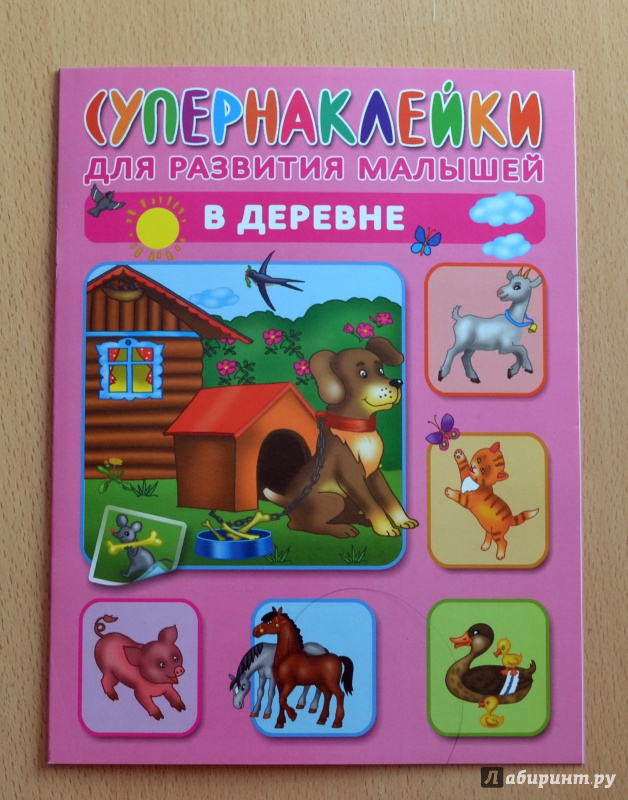 СУПЕРНАКЛЕЙКИ
ДЛЯ РАЗВИТИЯ МАЛЫШЕЙ
В ДЕРЕВНЕ
Лабиринт.ру